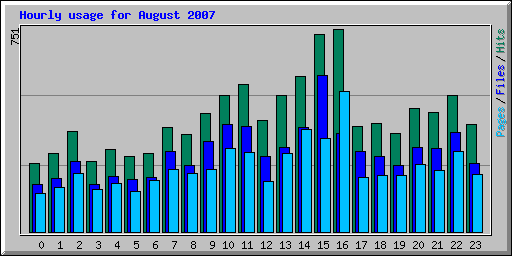 Hourly usage for August 2007
751
Pages / Files / Hits
0 1 2 3 4 5 6 7 8 9 10 11 12 13 14 15 16 17 18 19 20 21 22 23